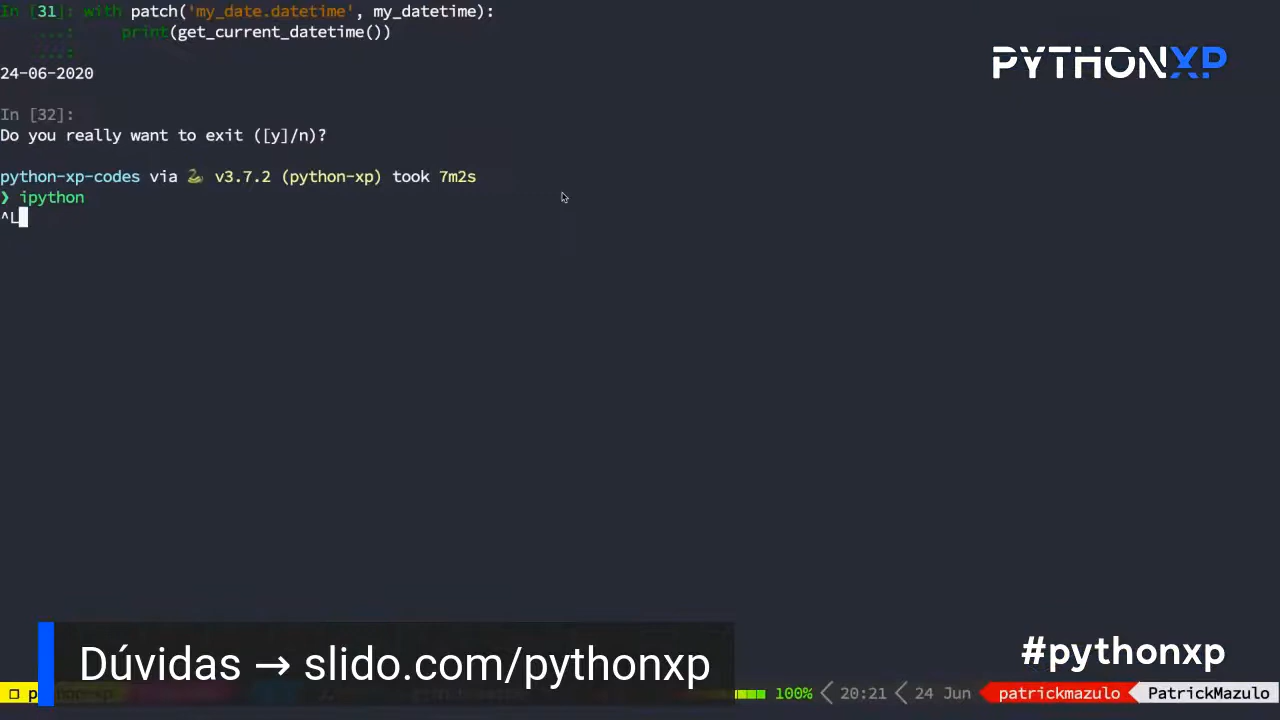 In [31]: with patch('my_date.datetime', my_datetime):
...: print(get_current_datetime())
...:
24-06-2020
In [32]:
Do you really want to exit ([y]/n)?
python-xp-codes via 🐍 v3.7.2 (python-xp) took 7m2s
❯ ipython
^L
PYTHONXP
Dúvidas → slido.com/pythonxp
#pythonxp
100% 20:21 24 Jun patrickmazulo PatrickMazulo